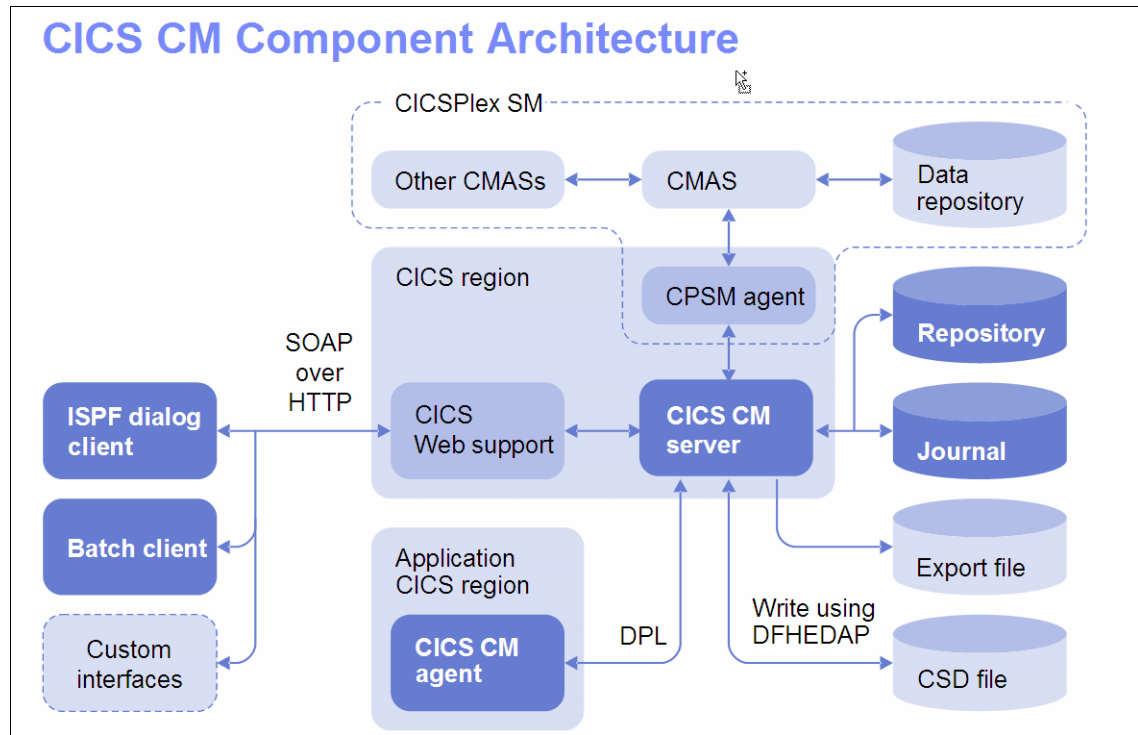 CICS CM Component Architecture
CICSPlex SM
Other CMASs
CMAS
Data
repository
CICS region
CPSM agent
Repository
SOAP
over
HTTP
ISPF dialog
client
CICS
Web support
CICS CM
server
Journal
Batch client
Application
CICS region
Export file
Custom
interfaces
CICS CM
agent
DPL
Write using
DFHEDAP
CSD file